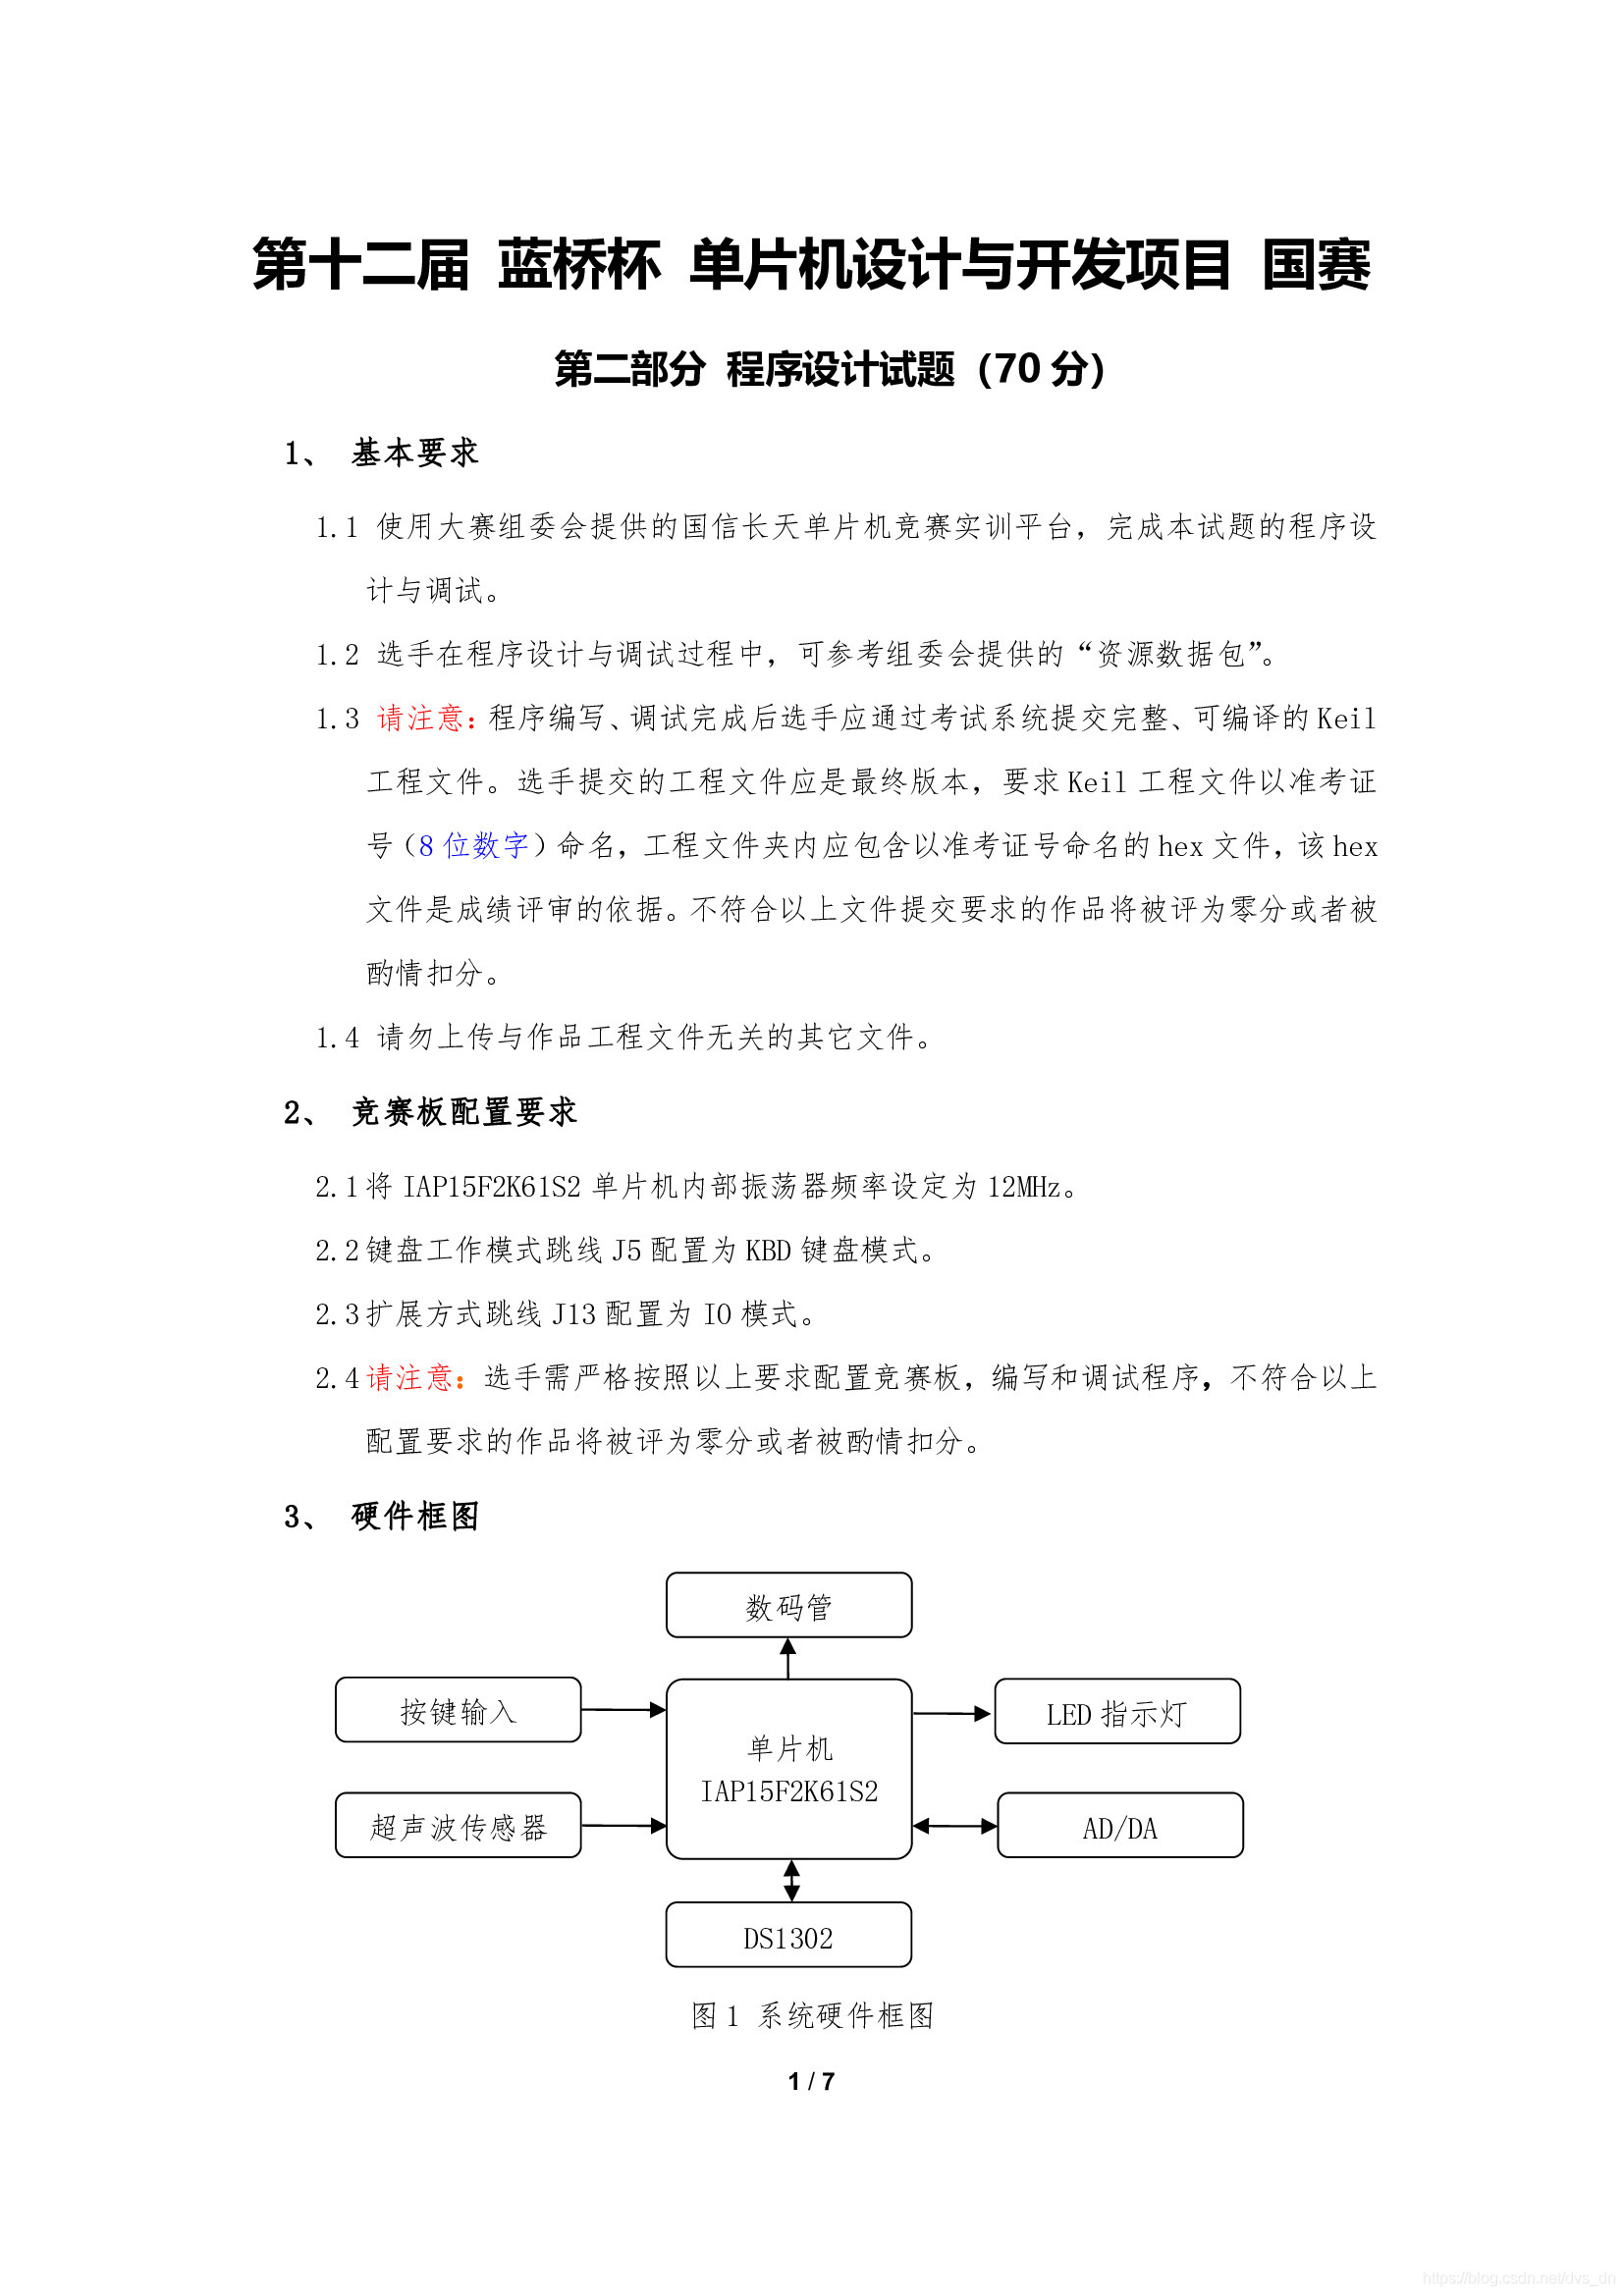 第十二届 蓝桥杯 单片机设计与开发项目 国赛
第二部分 程序设计试题（70 分）
1、 基本要求
1.1 使用大赛组委会提供的国信长天单片机竞赛实训平台，完成本试题的程序设
计与调试。
1.2 选手在程序设计与调试过程中，可参考组委会提供的“资源数据包”。
1.3 请注意：程序编写、调试完成后选手应通过考试系统提交完整、可编译的 Keil
工程文件。选手提交的工程文件应是最终版本，要求 Keil 工程文件以准考证
号（8 位数字）命名，工程文件夹内应包含以准考证号命名的 hex 文件，该 hex
文件是成绩评审的依据。不符合以上文件提交要求的作品将被评为零分或者被
酌情扣分。
1.4 请勿上传与作品工程文件无关的其它文件。
2、 竞赛板配置要求
2.1 将 IAP15F2K61S2 单片机内部振荡器频率设定为 12MHz。
2.2 键盘工作模式跳线 J5 配置为 KBD 键盘模式。
2.3 扩展方式跳线 J13 配置为 IO 模式。
2.4 请注意：选手需严格按照以上要求配置竞赛板，编写和调试程序，不符合以上
配置要求的作品将被评为零分或者被酌情扣分。
3、 硬件框图
数码管
按键输入
单片机
IAP15F2K61S2
LED 指示灯
超声波传感器
AD/DA
DS1302
图 1 系统硬件框图
1 / 7
https://blog.csdn.net/dvs_dn